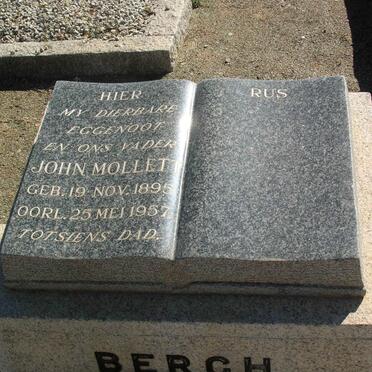 HIER RUS
MY DIERBARE
EGGENOOT
EN ONS VADER
JOHN MOLLETT
GEB. 19 NOV. 1895
OORL. 25 MEI 1957
TOTSIENS DAD.
BERGH